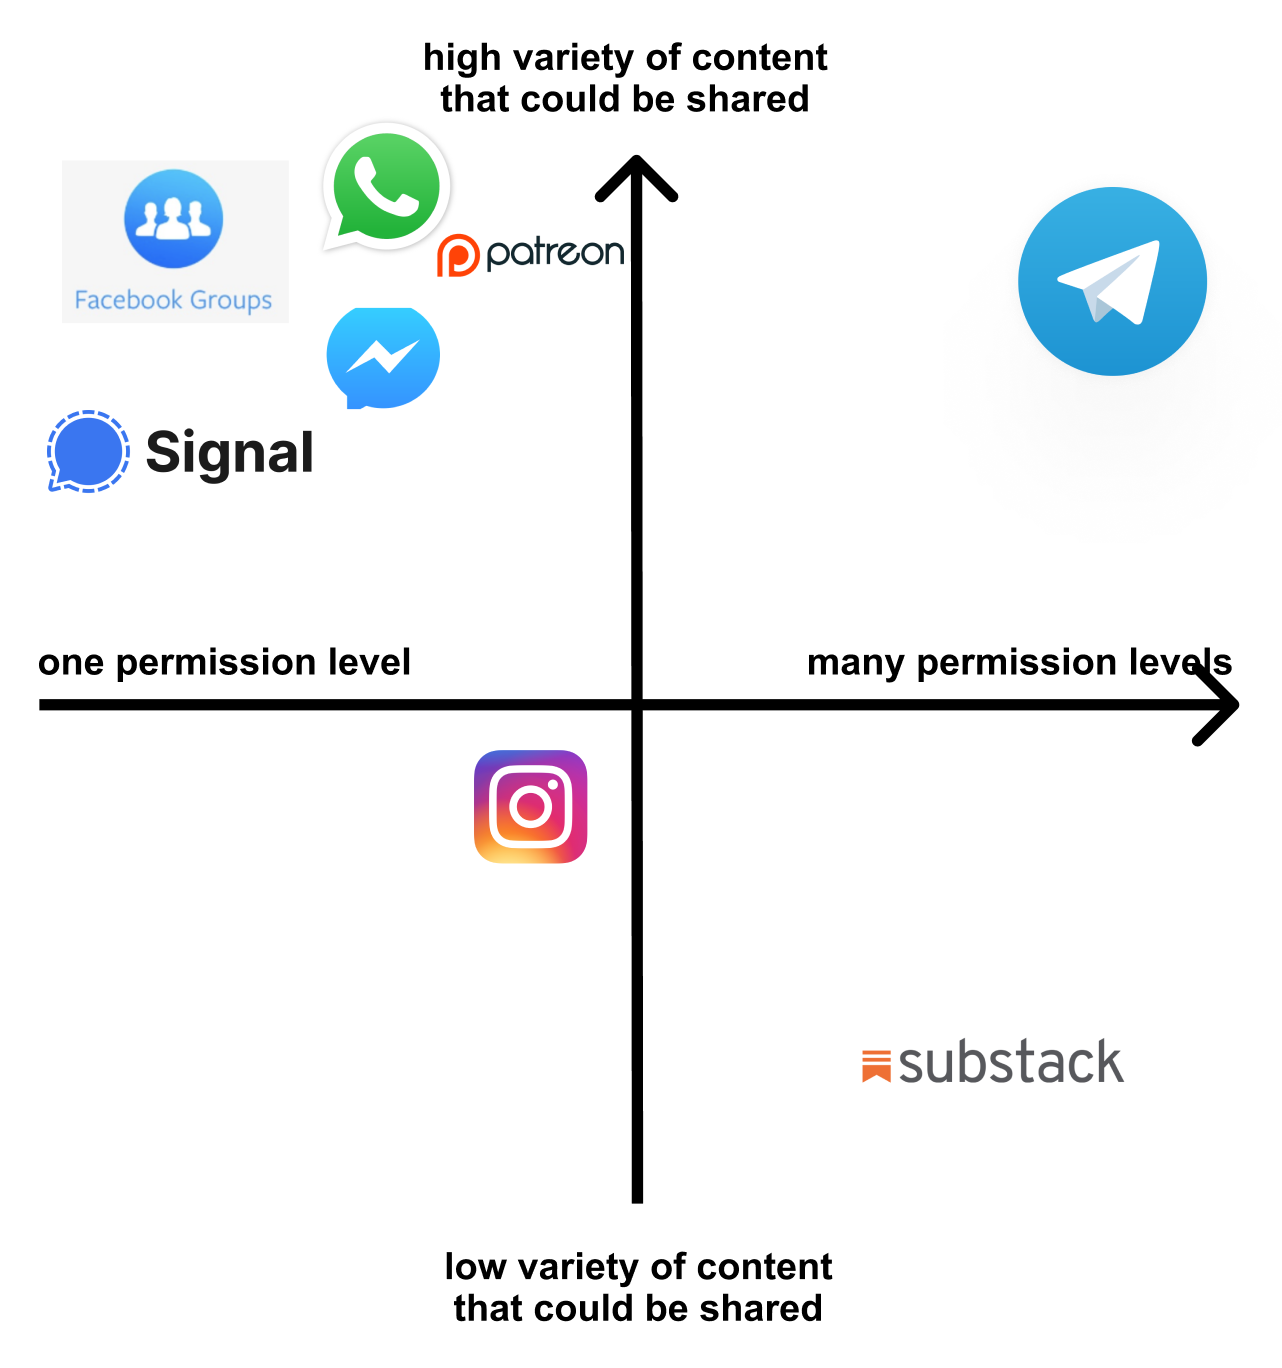 high variety of content
that could be shared
Facebook Groups
patreon
Signal
one permission level
many permission levels
substack
low variety of content
that could be shared